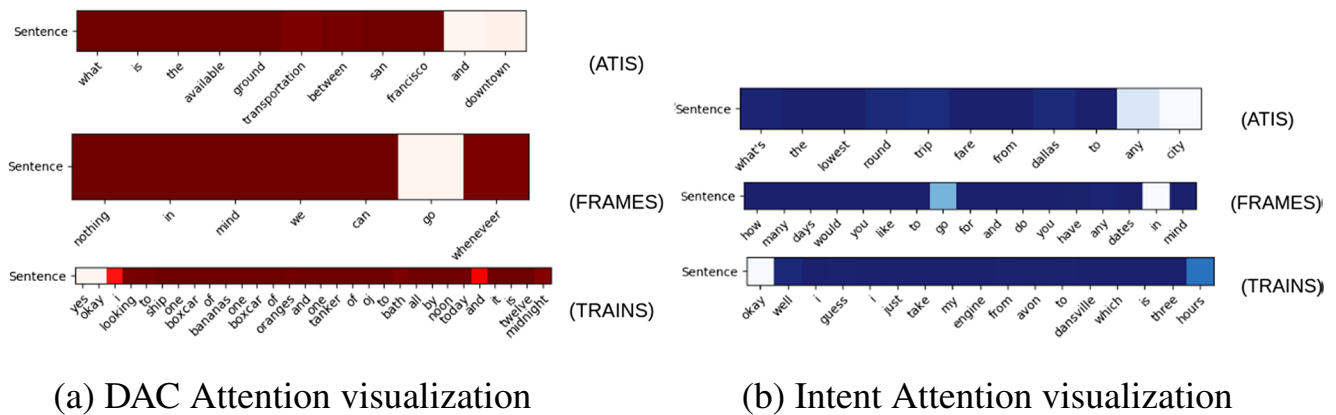 Sentence
what is the available ground transportation between san francisco and downtown
(ATIS)
Sentence
nothing in mind we can go wheneveer
(FRAMES)
Sentence
yes okay i looking to ship one boxcar of bananas one boxcar of oranges and one tanker of oj to bath all by noon today and it is twelve midnight
(TRAINS)
(a) DAC Attention visualization
Sentence
what's the lowest round trip fare from dallas to any city
(ATIS)
Sentence
how many days would you like to go for and do you have any dates in mind
(FRAMES)
Sentence
okay well i guess i just take my engine from avon to dansville which is three hours
(TRAINS)
(b) Intent Attention visualization